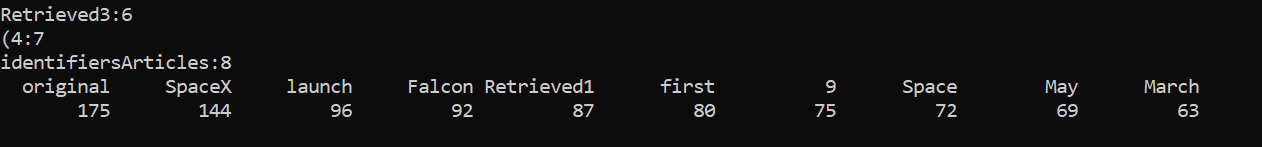 Retrieved3:6
(4:7
identifiersArticles:8
original SpaceX launch Falcon Retrieved1 first 9 Space May March
175 144 96 92 87 80 75 72 69 63